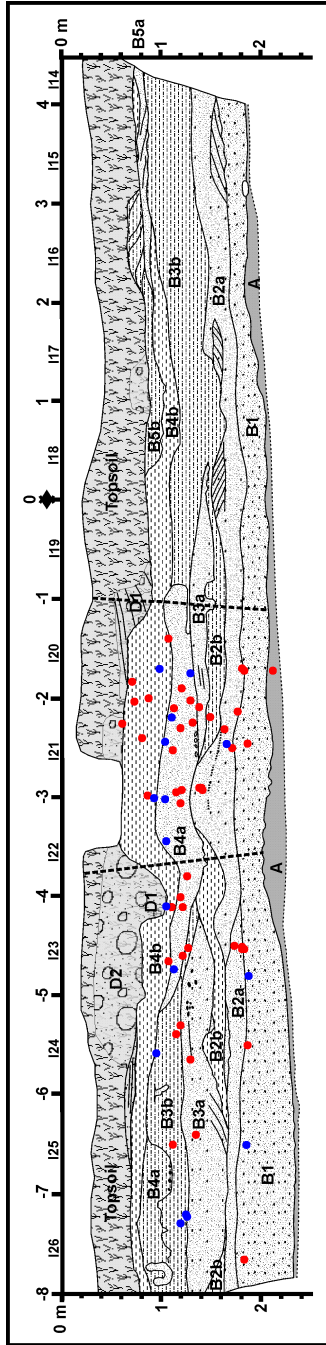 0 m
1
2
0 m
1
2
-8
-7
-6
-5
-4
-3
-2
-1
0
1
2
3
4
I26
I25
I24
I23
I22
I21
I20
I19
I18
I17
I16
I15
I14
Topsoil
D2
D1
D1
Topsoil
B5a
B5b
B4b
B4a
B3b
B3a
B2b
B2b
B2a
B1
A
B4b
B4a
B3b
B3a
B2b
B2a
B1
A